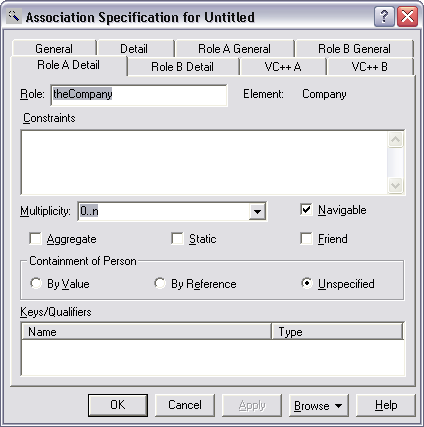 Association Specification for Untitled
General Detail Role A General Role B General
Role A Detail Role B Detail VC++ A VC++ B
Role: theCompany Element: Company
Constraints
Multiplicity: 0..n Navigable
Aggregate Static Friend
Containment of Person
By Value By Reference Unspecified
Keys/Qualifiers
Name Type
OK Cancel Apply Browse Help